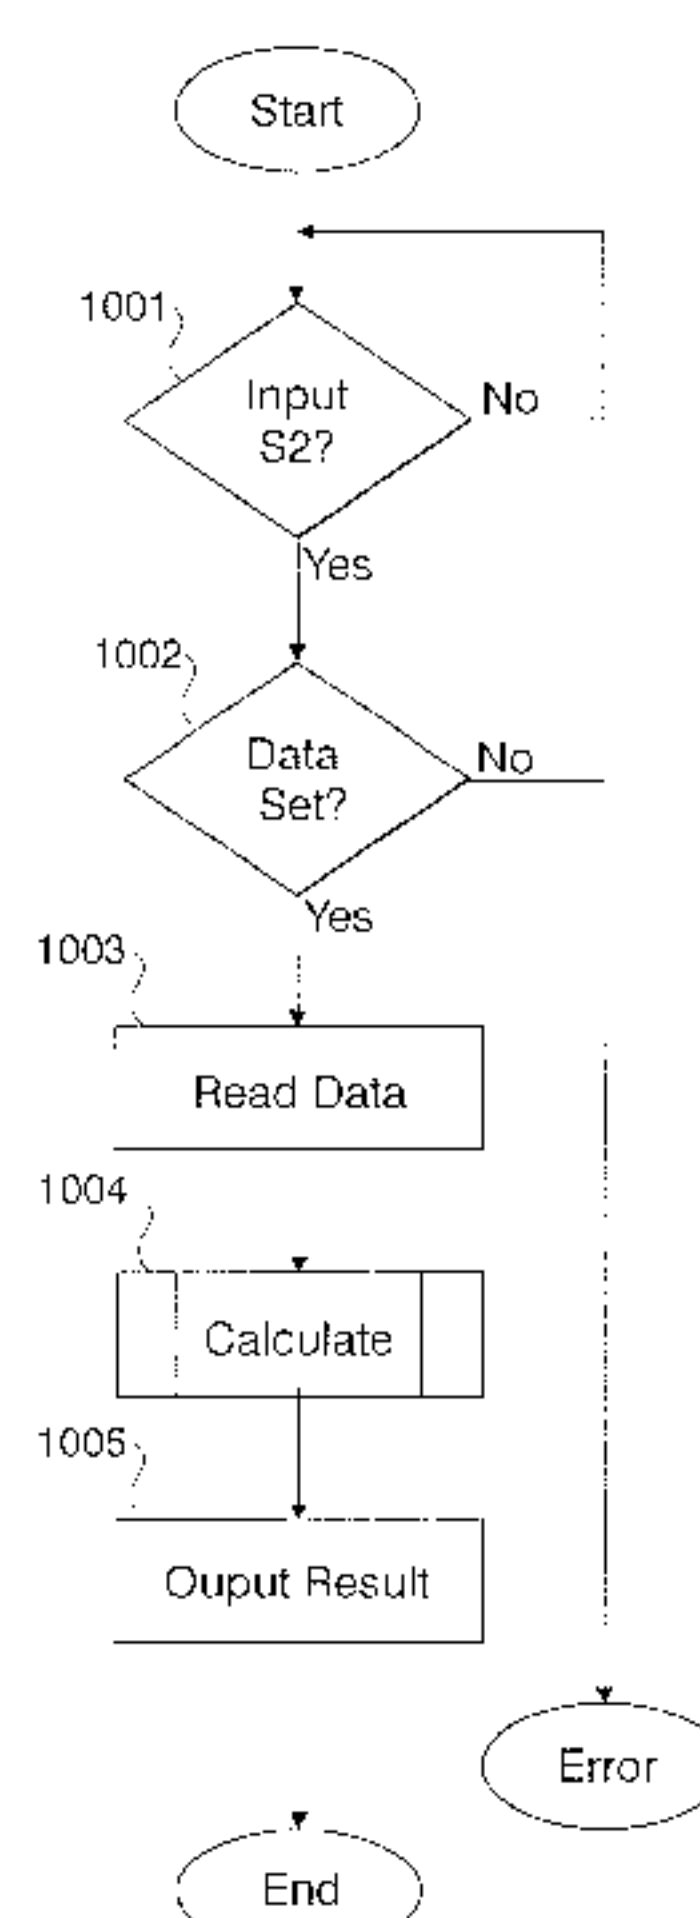 Start
1001
Input
S2?
No
Yes
1002
Data
Set?
No
Yes
1003
Read Data
1004
Calculate
1005
Ouput Result
Error
End